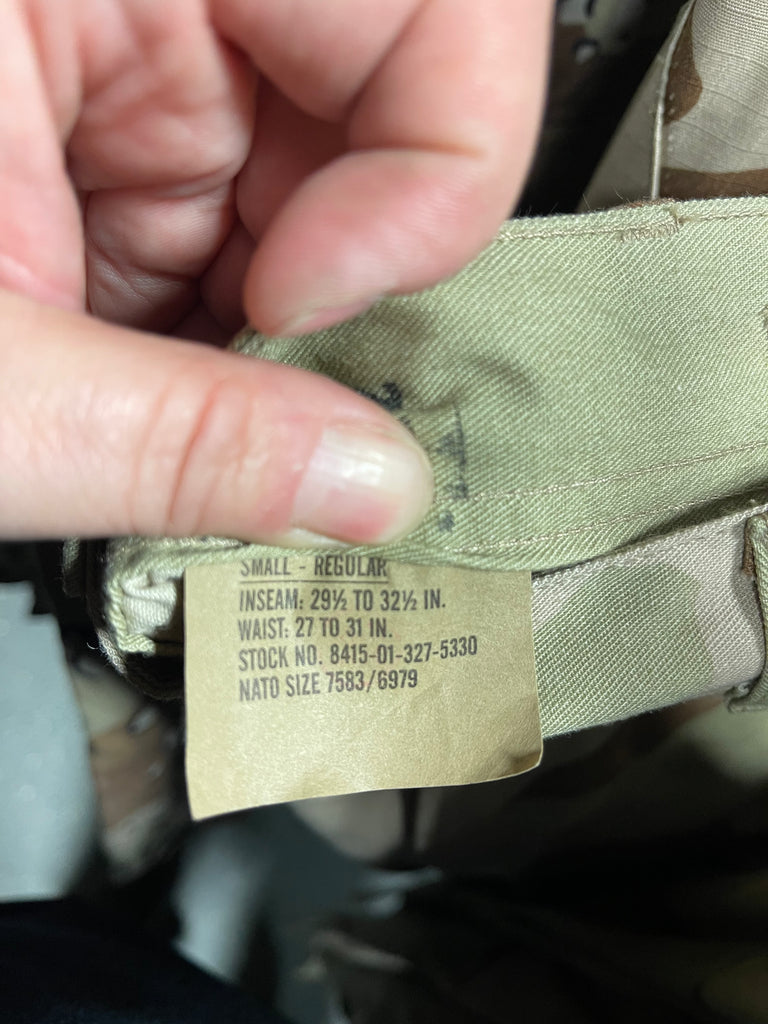 SMALL - REGULAR
INSEAM: 29½ TO 32½ IN.
WAIST: 27 TO 31 IN.
STOCK NO. 8415-01-327-5330
NATO SIZE 7583/6979